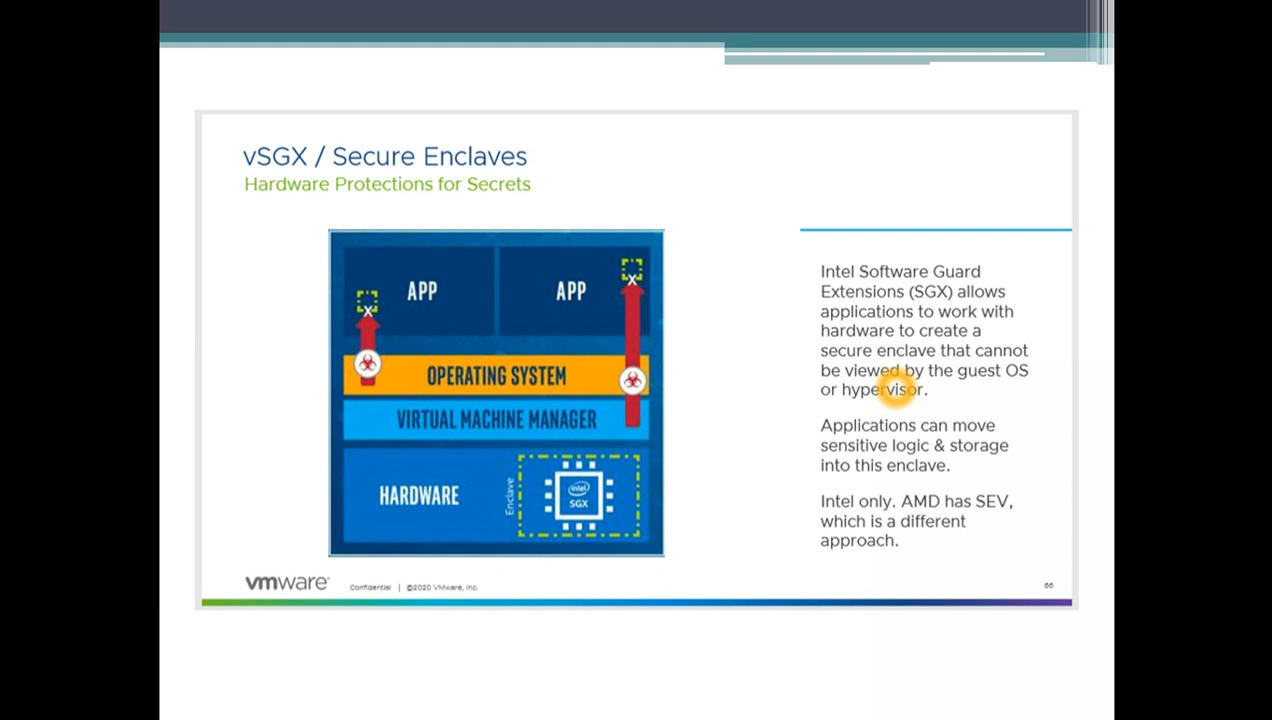 vSGX / Secure Enclaves
Hardware Protections for Secrets
APP
APP
x
x
OPERATING SYSTEM
VIRTUAL MACHINE MANAGER
HARDWARE
Enclave
intel
SGX
Intel Software Guard
Extensions (SGX) allows
applications to work with
hardware to create a
secure enclave that cannot
be viewed by the guest OS
or hypervisor.
Applications can move
sensitive logic & storage
into this enclave.
Intel only. AMD has SEV,
which is a different
approach.
vmware®
Confidential | ©2020 VMware, Inc.
66